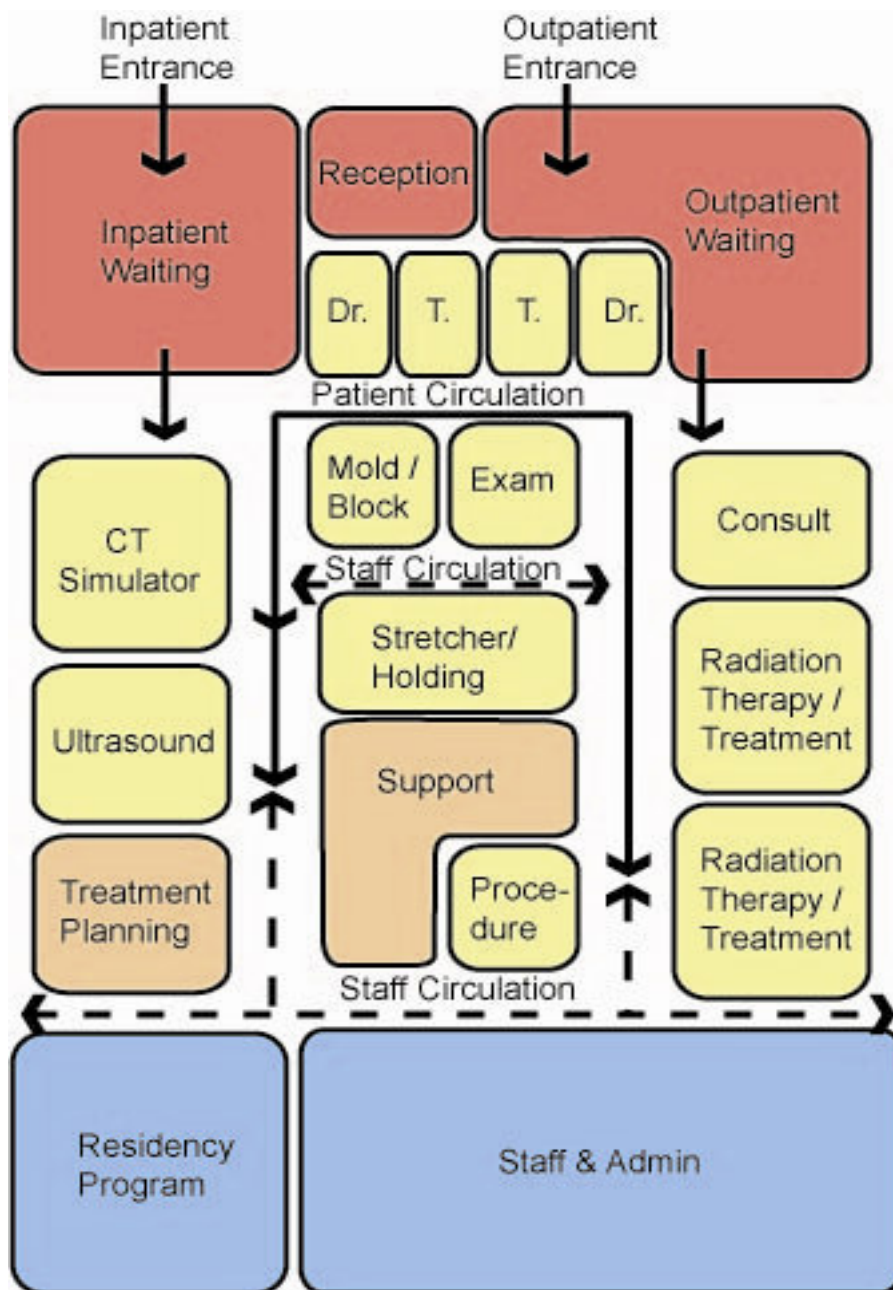 Inpatient
Entrance
Outpatient
Entrance
Inpatient
Waiting
Reception
Outpatient
Waiting
Dr.
T.
T.
Dr.
Patient Circulation
CT
Simulator
Mold /
Block
Exam
Consult
Staff Circulation
Stretcher/
Holding
Radiation
Therapy /
Treatment
Ultrasound
Support
Treatment
Planning
Proce-
dure
Radiation
Therapy /
Treatment
Staff Circulation
Residency
Program
Staff & Admin